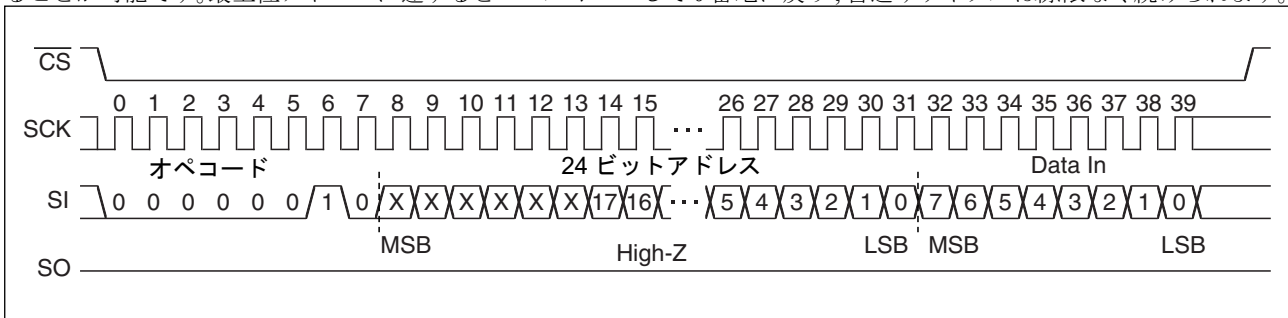 CS
0 1 2 3 4 5 6 7 8 9 10 11 12 13 14 15 26 27 28 29 30 31 32 33 34 35 36 37 38 39
SCK ···
オペコード 24 ビットアドレス Data In
SI 0 0 0 0 0 0 1 0 X X X X X X 17 16 ··· 5 4 3 2 1 0 7 6 5 4 3 2 1 0
MSB High-Z LSB MSB LSB
SO